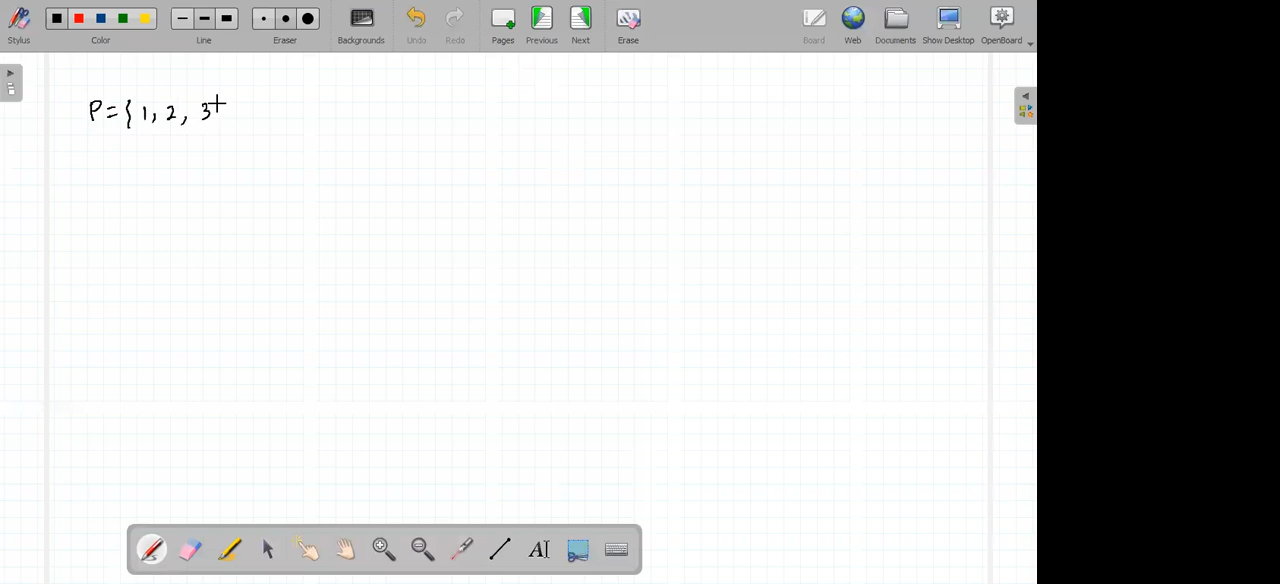 Stylus Color Line Eraser Backgrounds Undo Redo Pages Previous Next Erase Board Web Documents Show Desktop OpenBoard
P={1, 2, 3
AI